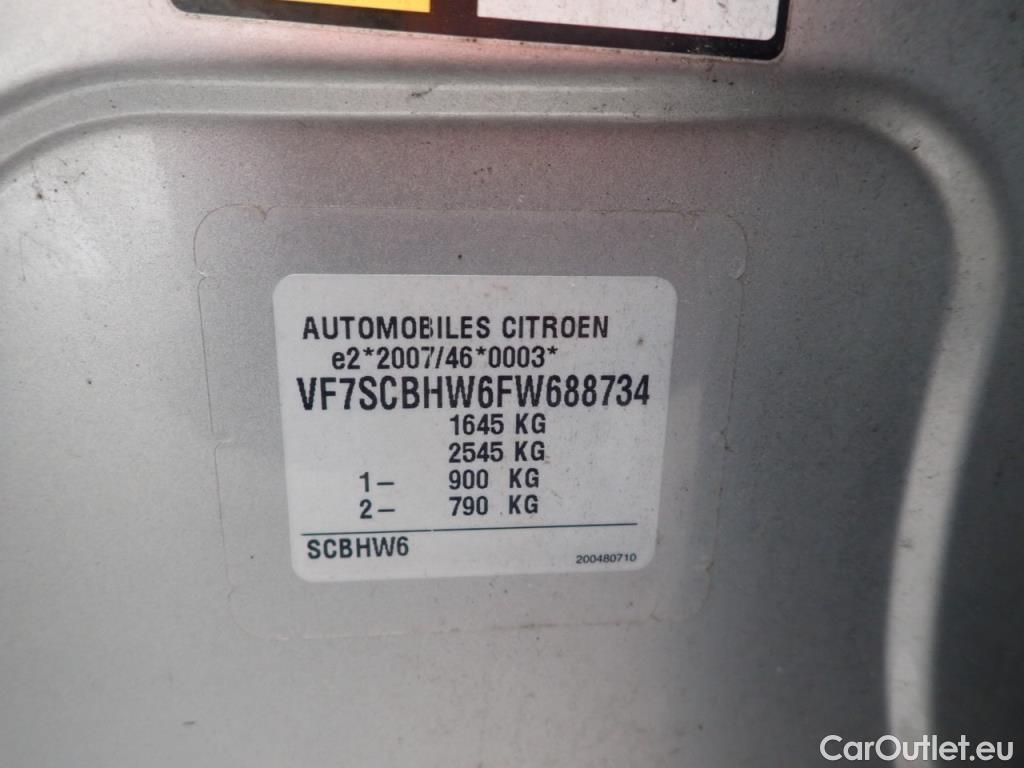 AUTOMOBILES CITROEN
e2*2007/46*0003*
VF7SCBHW6FW688734
1645 KG
2545 KG
1- 900 KG
2- 790 KG
SCBHW6 200480710
CarOutlet.eu